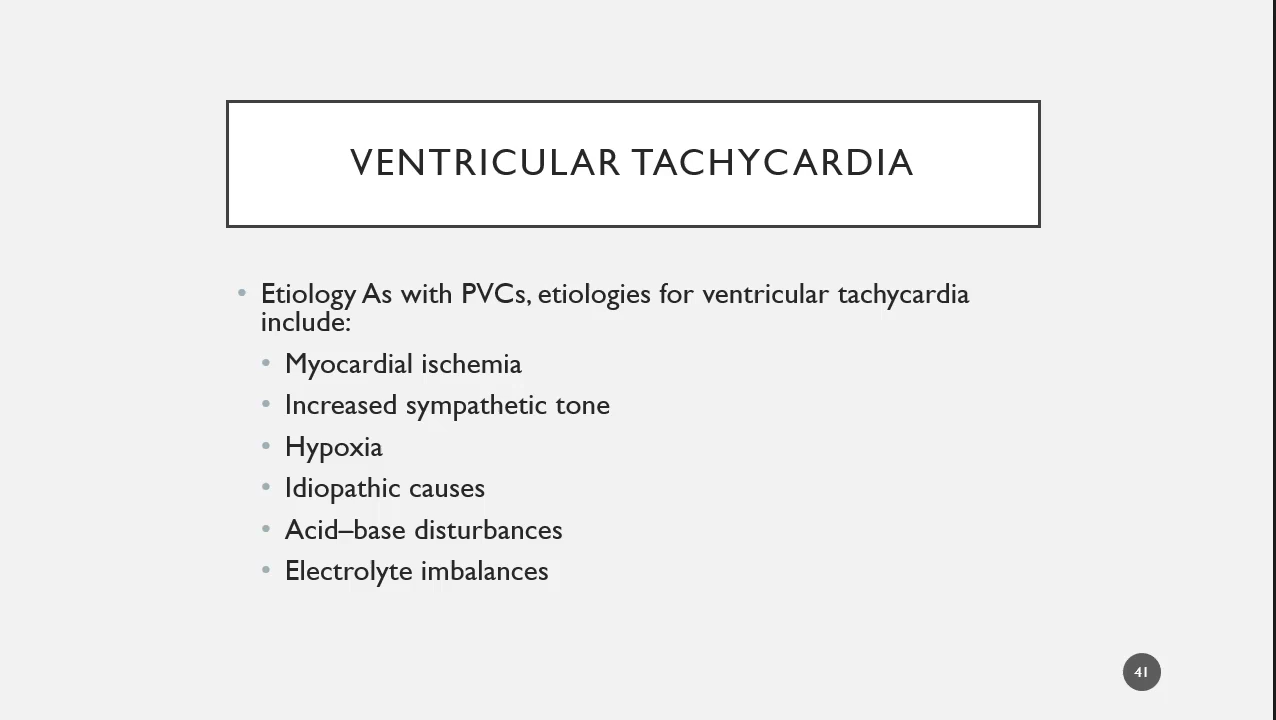 VENTRICULAR TACHYCARDIA
• Etiology As with PVCs, etiologies for ventricular tachycardia
include:
• Myocardial ischemia
• Increased sympathetic tone
• Hypoxia
• Idiopathic causes
• Acid–base disturbances
• Electrolyte imbalances
41